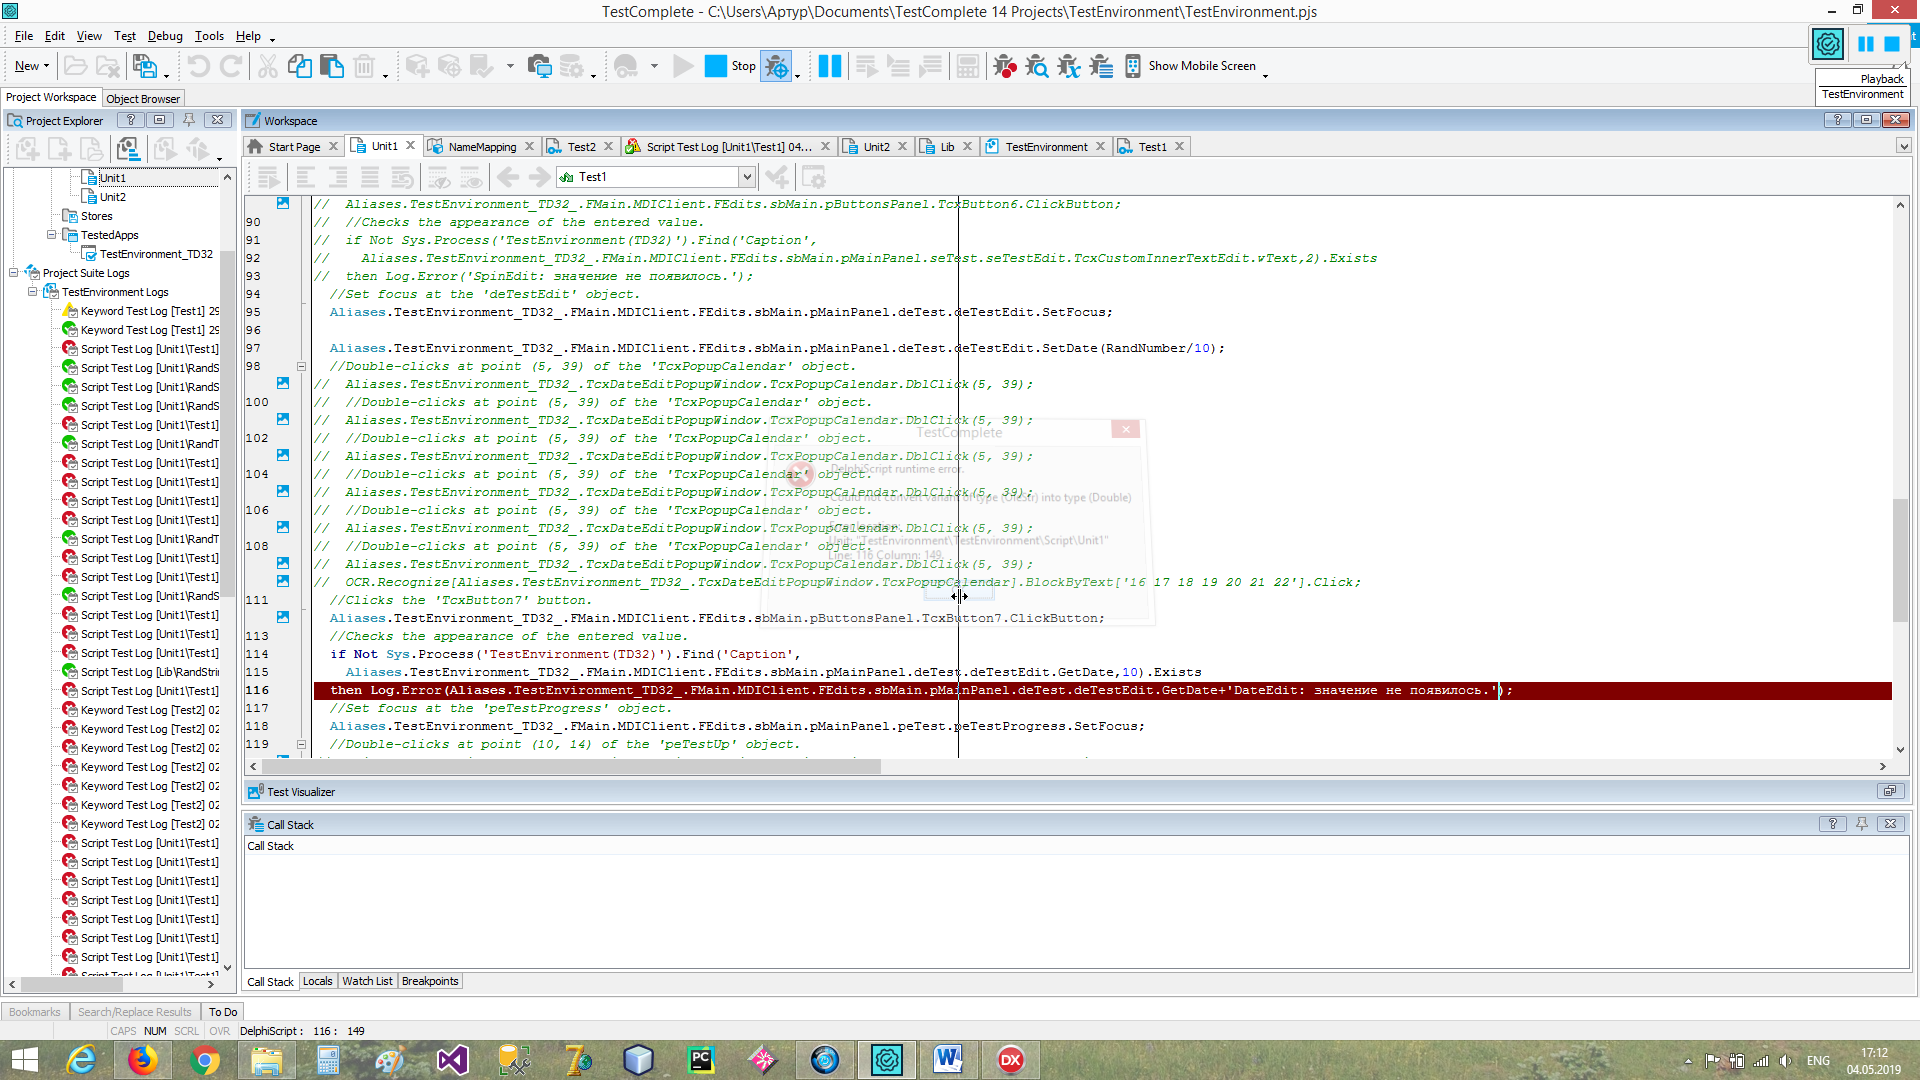 TestComplete - C:\Users\Артур\Documents\TestComplete 14 Projects\TestEnvironment\TestEnvironment.pjs
File Edit View Test Debug Tools Help
New
Stop
Show Mobile Screen
Playback
TestEnvironment
Project Workspace
Object Browser
Project Explorer
Workspace
Start Page
Unit1
NameMapping
Test2
Script Test Log [Unit1\Test1] 04...
Unit2
Lib
TestEnvironment
Test1
Test1
Unit1
Unit2
Stores
TestedApps
TestEnvironment_TD32
Project Suite Logs
TestEnvironment Logs
Keyword Test Log [Test1] 29
Keyword Test Log [Test1] 29
Script Test Log [Unit1\Test1]
Script Test Log [Unit1\RandS
Script Test Log [Unit1\RandS
Script Test Log [Unit1\RandS
Script Test Log [Unit1\Test1]
Script Test Log [Unit1\RandT
Script Test Log [Unit1\Test1]
Script Test Log [Unit1\Test1]
Script Test Log [Unit1\Test1]
Script Test Log [Unit1\Test1]
Script Test Log [Unit1\RandT
Script Test Log [Unit1\Test1]
Script Test Log [Unit1\Test1]
Script Test Log [Unit1\RandS
Script Test Log [Unit1\Test1]
Script Test Log [Unit1\Test1]
Script Test Log [Unit1\Test1]
Script Test Log [Lib\RandStri
Script Test Log [Unit1\Test1]
Keyword Test Log [Test2] 02
Keyword Test Log [Test2] 02
Keyword Test Log [Test2] 02
Keyword Test Log [Test2] 02
Keyword Test Log [Test2] 02
Keyword Test Log [Test2] 02
Keyword Test Log [Test2] 02
Script Test Log [Unit1\Test1]
Script Test Log [Unit1\Test1]
Script Test Log [Unit1\Test1]
Script Test Log [Unit1\Test1]
Script Test Log [Unit1\Test1]
Script Test Log [Unit1\Test1]
Script Test Log [Unit1\Test1]
Script Test Log [Unit1\Test1]
// Aliases.TestEnvironment_TD32_.FMain.MDIClient.FEdits.sbMain.pButtonsPanel.TcxButton6.ClickButton;
90 // //Checks the appearance of the entered value.
91 // if Not Sys.Process('TestEnvironment(TD32)').Find('Caption',
92 // Aliases.TestEnvironment_TD32_.FMain.MDIClient.FEdits.sbMain.pMainPanel.seTest.seTestEdit.TcxCustomInnerTextEdit.wText,2).Exists
93 // then Log.Error('SpinEdit: значение не появилось.');
94 //Set focus at the 'deTestEdit' object.
95 Aliases.TestEnvironment_TD32_.FMain.MDIClient.FEdits.sbMain.pMainPanel.deTest.deTestEdit.SetFocus;
96
97 Aliases.TestEnvironment_TD32_.FMain.MDIClient.FEdits.sbMain.pMainPanel.deTest.deTestEdit.SetDate(RandNumber/10);
98 //Double-clicks at point (5, 39) of the 'TcxPopupCalendar' object.
// Aliases.TestEnvironment_TD32_.TcxDateEditPopupWindow.TcxPopupCalendar.DblClick(5, 39);
100 // //Double-clicks at point (5, 39) of the 'TcxPopupCalendar' object.
// Aliases.TestEnvironment_TD32_.TcxDateEditPopupWindow.TcxPopupCalendar.DblClick(5, 39);
102 // //Double-clicks at point (5, 39) of the 'TcxPopupCalendar' object.
// Aliases.TestEnvironment_TD32_.TcxDateEditPopupWindow.TcxPopupCalendar.DblClick(5, 39);
104 // //Double-clicks at point (5, 39) of the 'TcxPopupCalendar' object.
// Aliases.TestEnvironment_TD32_.TcxDateEditPopupWindow.TcxPopupCalendar.DblClick(5, 39);
106 // //Double-clicks at point (5, 39) of the 'TcxPopupCalendar' object.
// Aliases.TestEnvironment_TD32_.TcxDateEditPopupWindow.TcxPopupCalendar.DblClick(5, 39);
108 // //Double-clicks at point (5, 39) of the 'TcxPopupCalendar' object.
// Aliases.TestEnvironment_TD32_.TcxDateEditPopupWindow.TcxPopupCalendar.DblClick(5, 39);
// OCR.Recognize[Aliases.TestEnvironment_TD32_.TcxDateEditPopupWindow.TcxPopupCalendar].BlockByText['16 17 18 19 20 21 22'].Click;
111 //Clicks the 'TcxButton7' button.
Aliases.TestEnvironment_TD32_.FMain.MDIClient.FEdits.sbMain.pButtonsPanel.TcxButton7.ClickButton;
113 //Checks the appearance of the entered value.
114 if Not Sys.Process('TestEnvironment(TD32)').Find('Caption',
115 Aliases.TestEnvironment_TD32_.FMain.MDIClient.FEdits.sbMain.pMainPanel.deTest.deTestEdit.GetDate,10).Exists
116 then Log.Error(Aliases.TestEnvironment_TD32_.FMain.MDIClient.FEdits.sbMain.pMainPanel.deTest.deTestEdit.GetDate+'DateEdit: значение не появилось.');
117 //Set focus at the 'peTestProgress' object.
118 Aliases.TestEnvironment_TD32_.FMain.MDIClient.FEdits.sbMain.pMainPanel.peTest.peTestProgress.SetFocus;
119 //Double-clicks at point (10, 14) of the 'peTestUp' object.
TestComplete
DelphiScript runtime error.
Could not convert variant of type (OleStr) into type (Double)
Unit: "TestEnvironment\TestEnvironment\Script\Unit1"
Line: 116 Column: 149.
Test Visualizer
Call Stack
Call Stack
Call Stack
Locals
Watch List
Breakpoints
Bookmarks
Search/Replace Results
To Do
CAPS NUM SCRL OVR DelphiScript : 116 : 149
ENG
17:12
04.05.2019